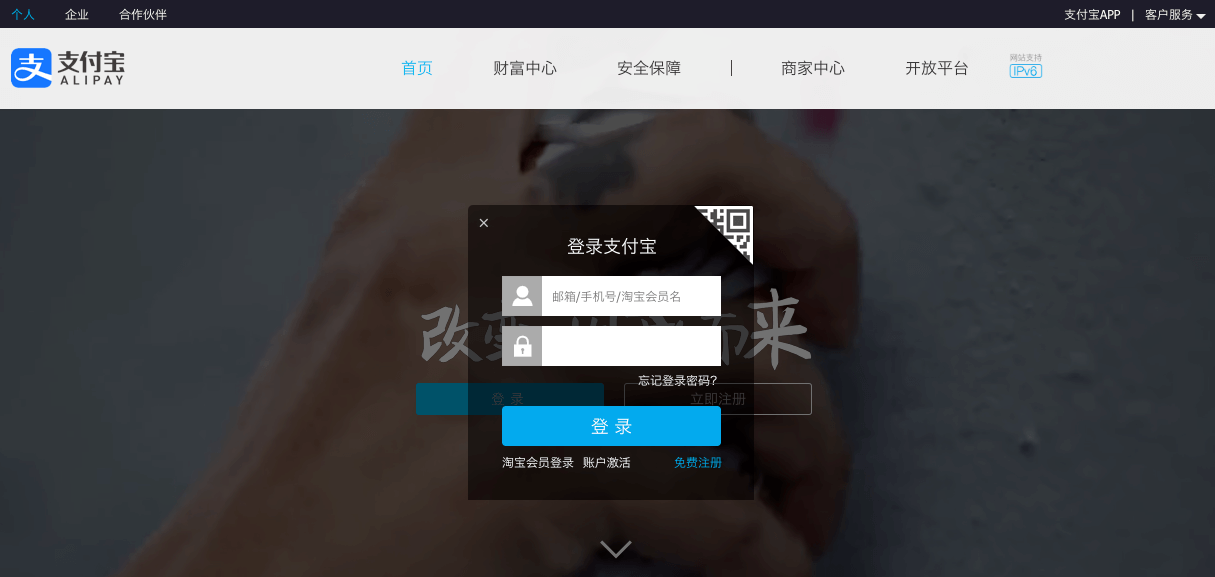 个人 企业 合作伙伴 支付宝APP | 客户服务
支付宝
ALIPAY
首页 财富中心 安全保障 | 商家中心 开放平台
网站支持
IPv6
登录支付宝
邮箱/手机号/淘宝会员名
改变 来
忘记登录密码?
登 录 立即注册
登 录
淘宝会员登录 账户激活 免费注册